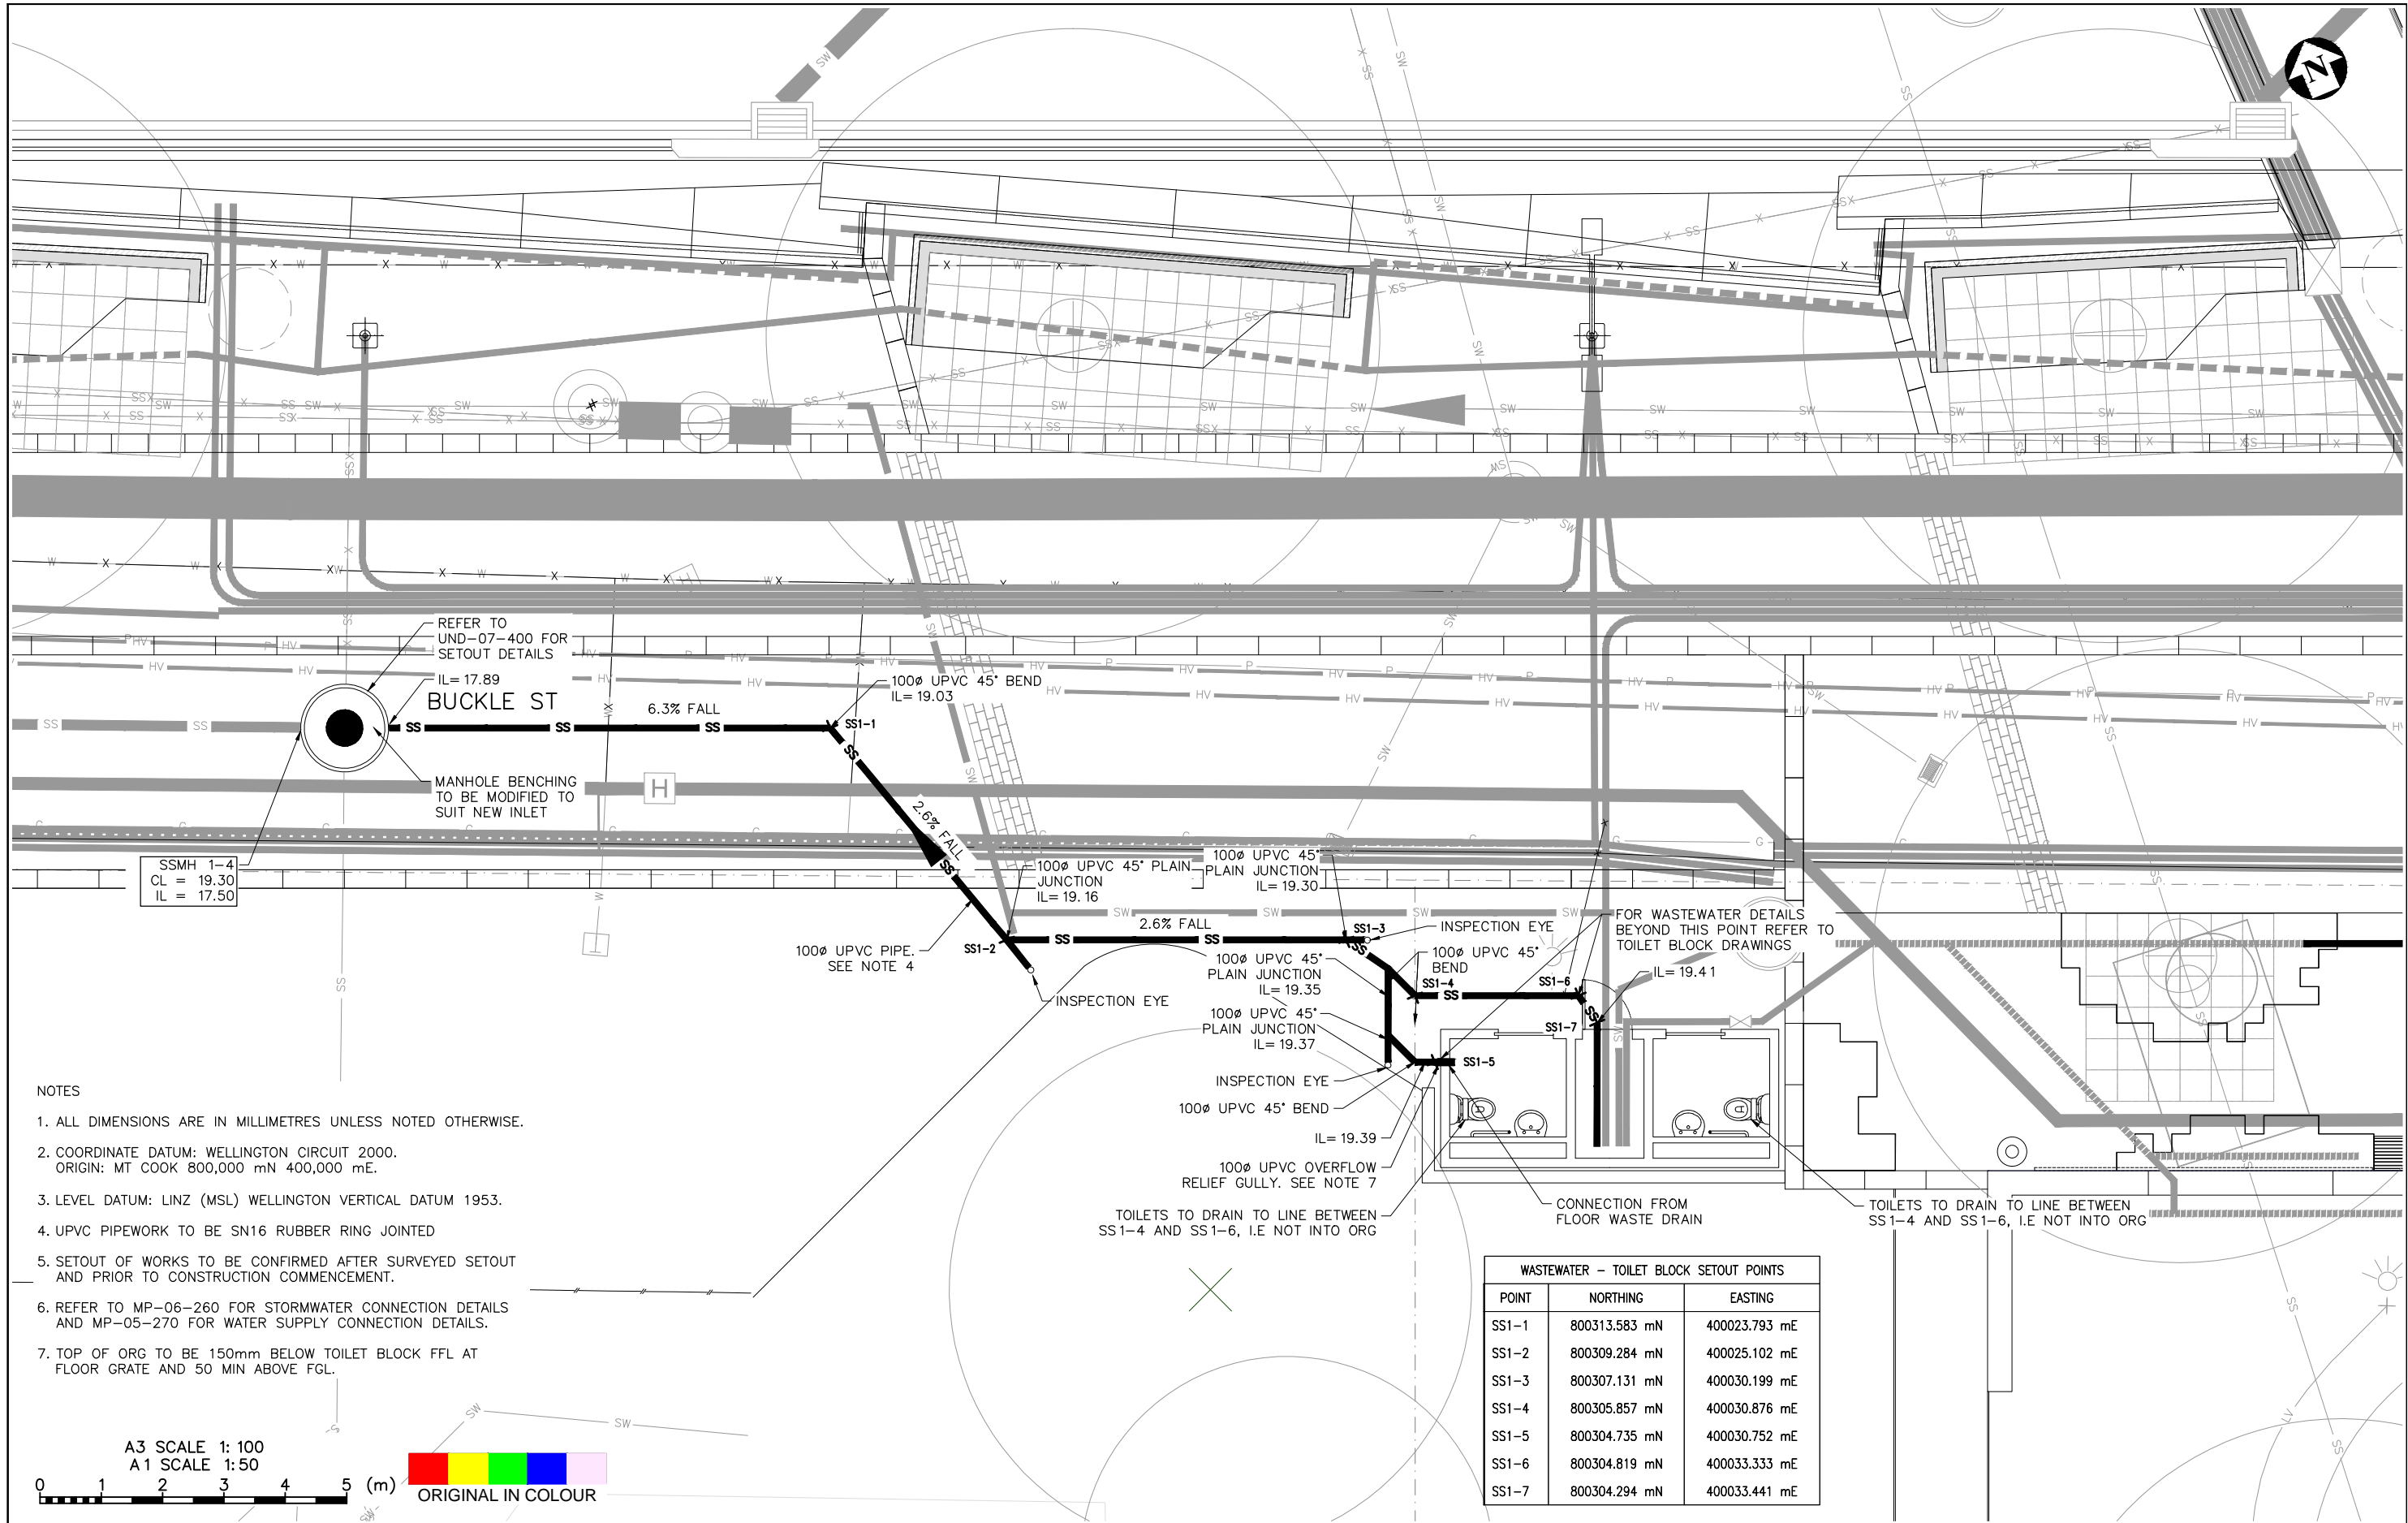 N
REFER TO
UND-07-400 FOR
SETOUT DETAILS
IL= 17.89
BUCKLE ST
6.3% FALL
100ø UPVC 45° BEND
IL= 19.03
SS1-1
SS SS SS
MANHOLE BENCHING
TO BE MODIFIED TO
SUIT NEW INLET
H
SSMH 1-4
CL = 19.30
IL = 17.50
2.6% FALL
100ø UPVC 45° PLAIN
JUNCTION
IL= 19.16
100ø UPVC 45°
PLAIN JUNCTION
IL= 19.30
2.6% FALL
SS1-2
SS SS
SS1-3
INSPECTION EYE
100ø UPVC PIPE.
SEE NOTE 4
INSPECTION EYE
FOR WASTEWATER DETAILS
BEYOND THIS POINT REFER TO
TOILET BLOCK DRAWINGS
100ø UPVC 45°
BEND
100ø UPVC 45°
PLAIN JUNCTION
IL= 19.35
SS1-4
SS
SS1-6
IL= 19.41
100ø UPVC 45°
PLAIN JUNCTION
IL= 19.37
SS1-7
SS1-5
INSPECTION EYE
100ø UPVC 45° BEND
IL= 19.39
100ø UPVC OVERFLOW
RELIEF GULLY. SEE NOTE 7
TOILETS TO DRAIN TO LINE BETWEEN
SS1-4 AND SS1-6, I.E NOT INTO ORG
CONNECTION FROM
FLOOR WASTE DRAIN
TOILETS TO DRAIN TO LINE BETWEEN
SS1-4 AND SS1-6, I.E NOT INTO ORG
NOTES
1. ALL DIMENSIONS ARE IN MILLIMETRES UNLESS NOTED OTHERWISE.
2. COORDINATE DATUM: WELLINGTON CIRCUIT 2000.
ORIGIN: MT COOK 800,000 mN 400,000 mE.
3. LEVEL DATUM: LINZ (MSL) WELLINGTON VERTICAL DATUM 1953.
4. UPVC PIPEWORK TO BE SN16 RUBBER RING JOINTED
5. SETOUT OF WORKS TO BE CONFIRMED AFTER SURVEYED SETOUT
AND PRIOR TO CONSTRUCTION COMMENCEMENT.
6. REFER TO MP-06-260 FOR STORMWATER CONNECTION DETAILS
AND MP-05-270 FOR WATER SUPPLY CONNECTION DETAILS.
7. TOP OF ORG TO BE 150mm BELOW TOILET BLOCK FFL AT
FLOOR GRATE AND 50 MIN ABOVE FGL.
WASTEWATER - TOILET BLOCK SETOUT POINTS
POINT NORTHING EASTING
SS1-1 800313.583 mN 400023.793 mE
SS1-2 800309.284 mN 400025.102 mE
SS1-3 800307.131 mN 400030.199 mE
SS1-4 800305.857 mN 400030.876 mE
SS1-5 800304.735 mN 400030.752 mE
SS1-6 800304.819 mN 400033.333 mE
SS1-7 800304.294 mN 400033.441 mE
A3 SCALE 1: 100
A1 SCALE 1:50
0 1 2 3 4 5 (m)
ORIGINAL IN COLOUR